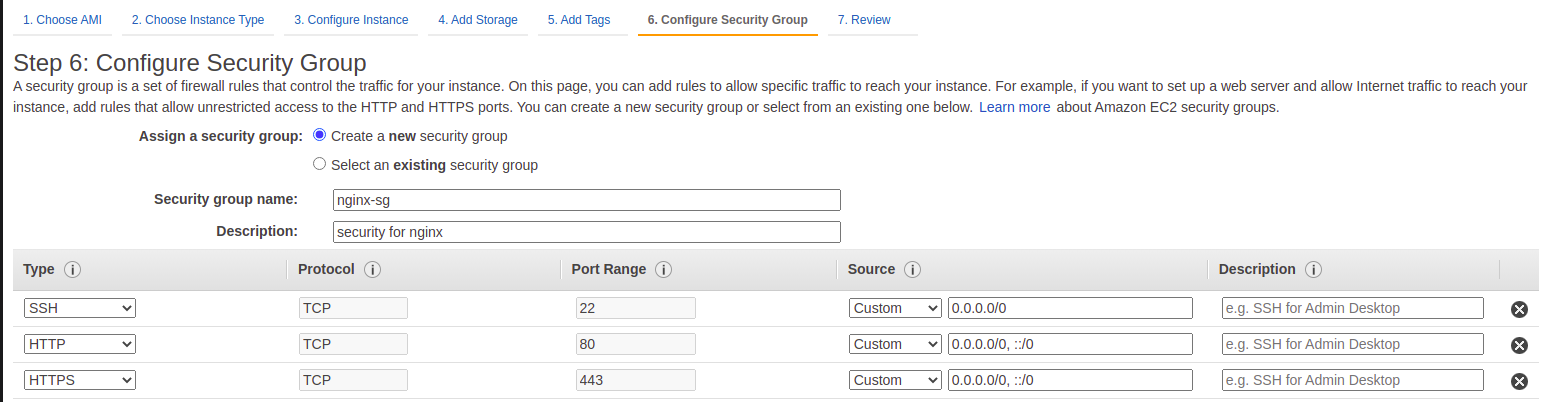 1. Choose AMI 2. Choose Instance Type 3. Configure Instance 4. Add Storage 5. Add Tags 6. Configure Security Group 7. Review
Step 6: Configure Security Group
A security group is a set of firewall rules that control the traffic for your instance. On this page, you can add rules to allow specific traffic to reach your instance. For example, if you want to set up a web server and allow Internet traffic to reach your
instance, add rules that allow unrestricted access to the HTTP and HTTPS ports. You can create a new security group or select from an existing one below. Learn more about Amazon EC2 security groups.
Assign a security group: Create a new security group
Select an existing security group
Security group name: nginx-sg
Description: security for nginx
Type i Protocol i Port Range i Source i Description i
SSH TCP 22 Custom 0.0.0.0/0 e.g. SSH for Admin Desktop
HTTP TCP 80 Custom 0.0.0.0/0, ::/0 e.g. SSH for Admin Desktop
HTTPS TCP 443 Custom 0.0.0.0/0, ::/0 e.g. SSH for Admin Desktop